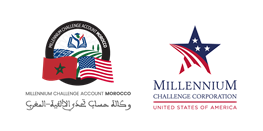 MILLENNIUM CHALLENGE ACCOUNT MOROCCO
MILLENNIUM CHALLENGE ACCOUNT MOROCCO
وكالة حساب تحدي الألفية-المغرب
MILLENNIUM
CHALLENGE CORPORATION
UNITED STATES OF AMERICA